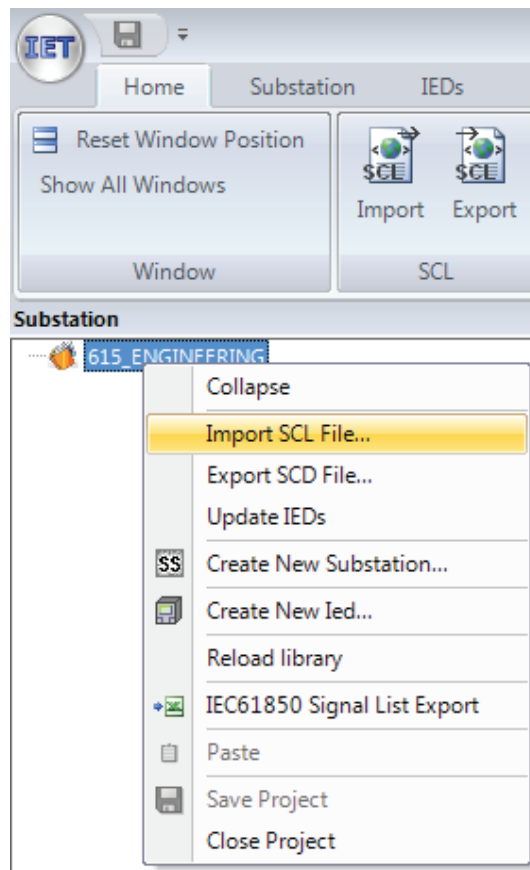 IET
Home Substation IEDs
Reset Window Position
Show All Windows
SCL SCL
Import Export
Window SCL
Substation
615_ENGINEERING
Collapse
Import SCL File...
Export SCD File...
Update IEDs
SS Create New Substation...
Create New Ied...
Reload library
IEC61850 Signal List Export
Paste
Save Project
Close Project